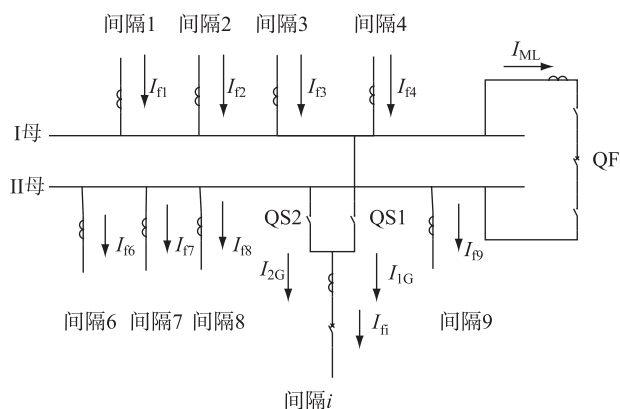 间隔1
间隔2
间隔3
间隔4
I_ML
I_f1
I_f2
I_f3
I_f4
I母
QF
II母
QS2
QS1
I_f6
I_f7
I_f8
I_f9
I_2G
I_1G
I_fi
间隔6
间隔7
间隔8
间隔9
间隔i